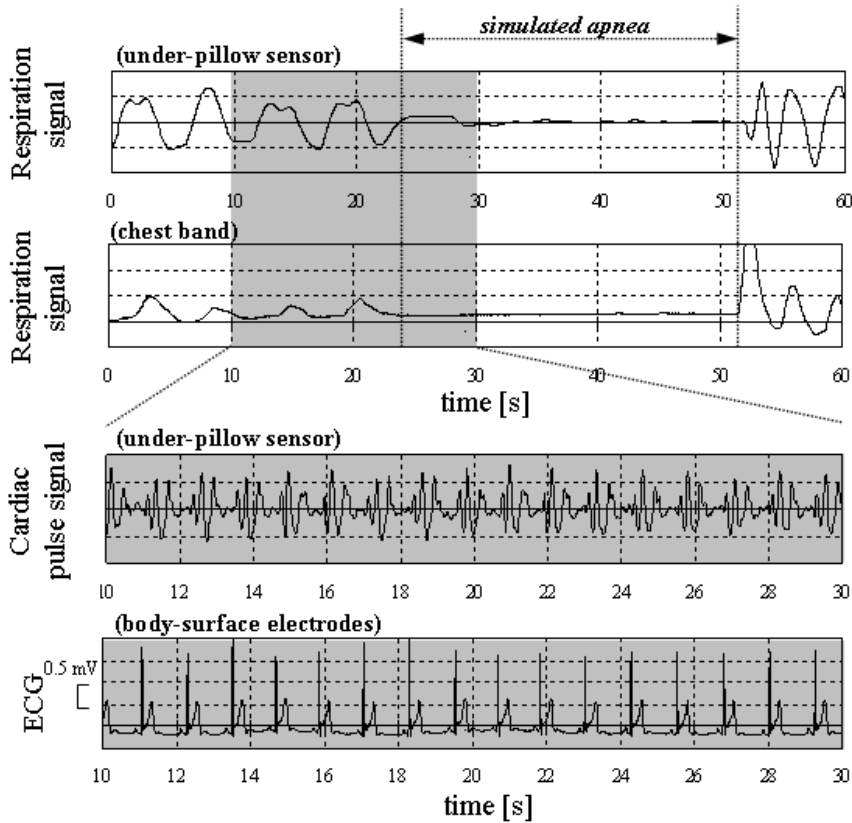 simulated apnea
(under-pillow sensor)
Respiration
signal
0 10 20 30 40 50 60
(chest band)
Respiration
signal
0 10 20 30 40 50 60
time [s]
(under-pillow sensor)
Cardiac
pulse signal
10 12 14 16 18 20 22 24 26 28 30
(body-surface electrodes)
0.5 mV
ECG
10 12 14 16 18 20 22 24 26 28 30
time [s]